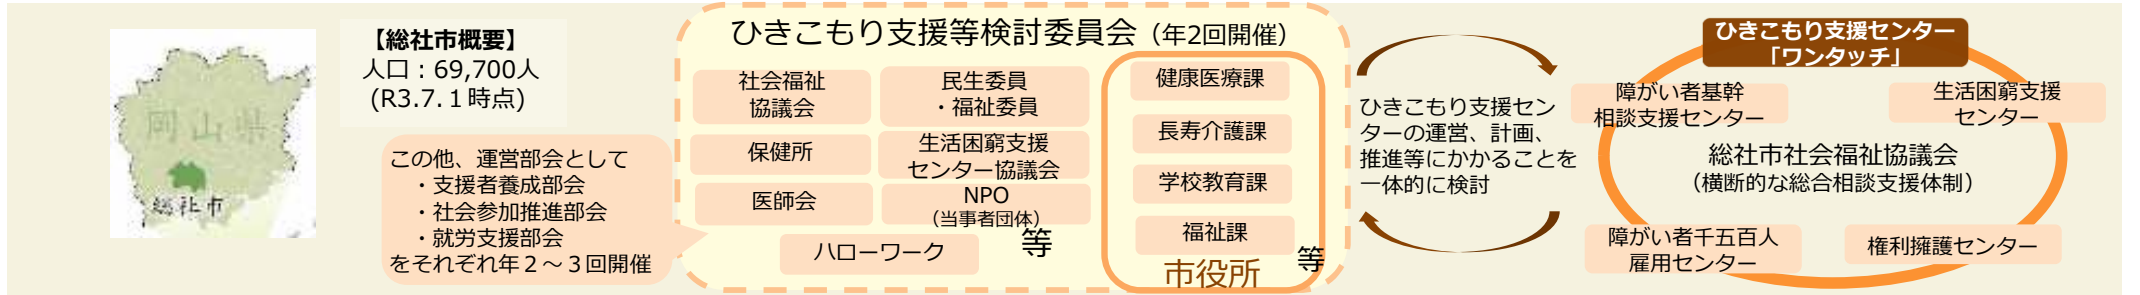 岡山県
総社市
【総社市概要】
人口：69,700人
(R3.7.１時点)
この他、運営部会として
・支援者養成部会
・社会参加推進部会
・就労支援部会
をそれぞれ年２～３回開催
ひきこもり支援等検討委員会（年2回開催）
社会福祉
協議会
民生委員
・福祉委員
保健所
生活困窮支援
センター協議会
医師会
NPO
（当事者団体）
ハローワーク
等
健康医療課
長寿介護課
学校教育課
福祉課
市役所
等
ひきこもり支援セン
ターの運営、計画、
推進等にかかることを
一体的に検討
ひきこもり支援センター
「ワンタッチ」
障がい者基幹
相談支援センター
生活困窮支援
センター
総社市社会福祉協議会
（横断的な総合相談支援体制）
障がい者千五百人
雇用センター
権利擁護センター